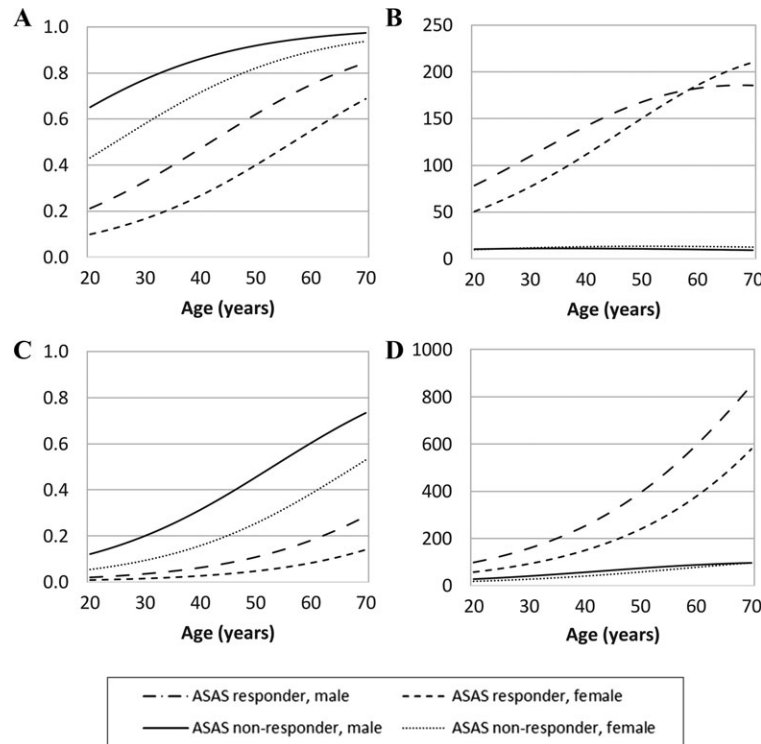 A
1.0
0.8
0.6
0.4
0.2
0.0
20 30 40 50 60 70
Age (years)
B
250
200
150
100
50
0
20 30 40 50 60 70
Age (years)
C
1.0
0.8
0.6
0.4
0.2
0.0
20 30 40 50 60 70
Age (years)
D
1000
800
600
400
200
0
20 30 40 50 60 70
Age (years)
ASAS responder, male
ASAS responder, female
ASAS non-responder, male
ASAS non-responder, female